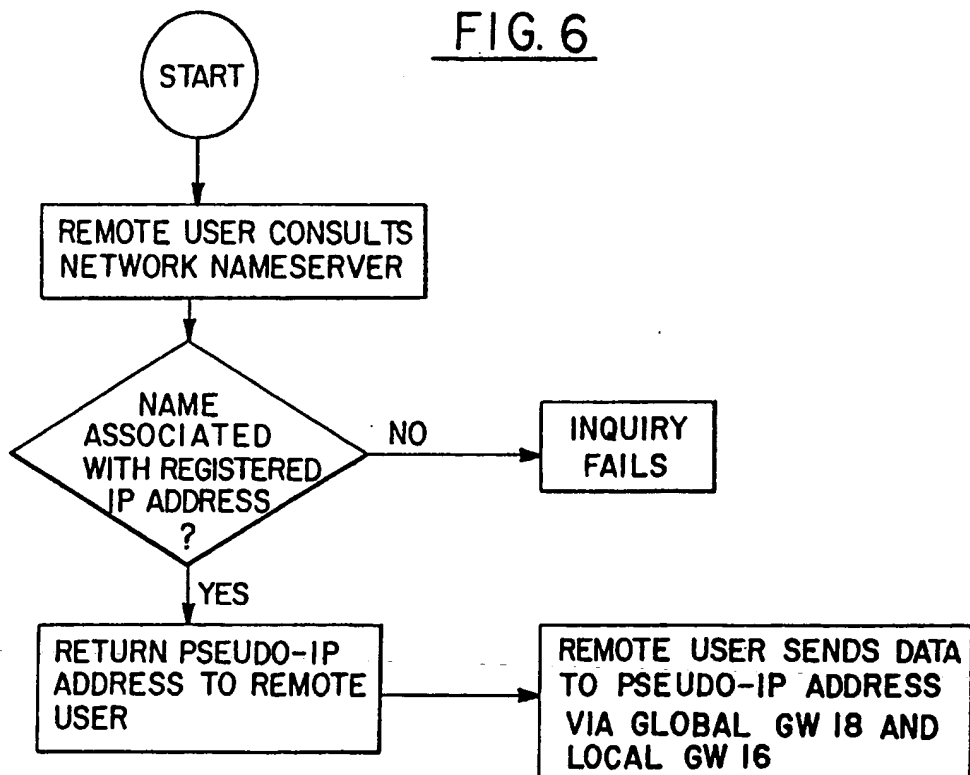 FIG. 6
START
REMOTE USER CONSULTS
NETWORK NAMESERVER
NAME
ASSOCIATED
WITH REGISTERED
IP ADDRESS
?
NO
INQUIRY
FAILS
YES
RETURN PSEUDO-IP
ADDRESS TO REMOTE
USER
REMOTE USER SENDS DATA
TO PSEUDO-IP ADDRESS
VIA GLOBAL GW 18 AND
LOCAL GW 16